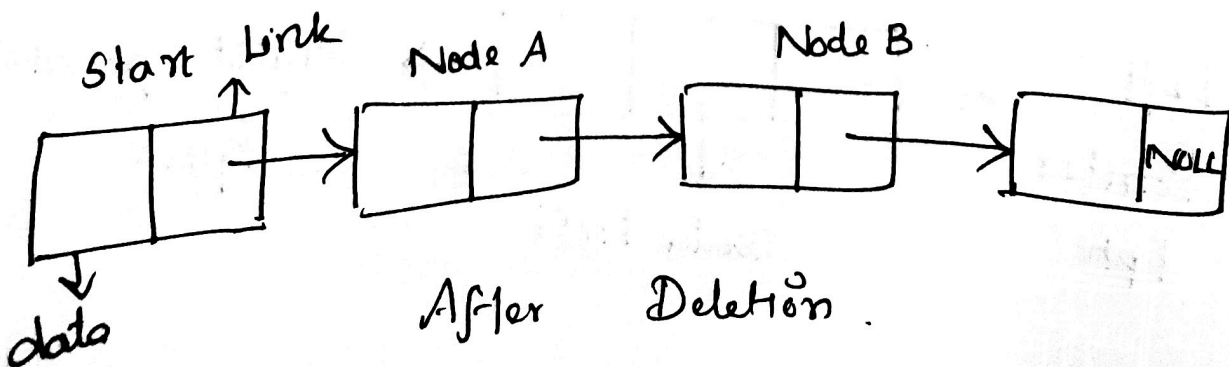 Start Link
Node A
Node B
NULL
data
After Deletion.